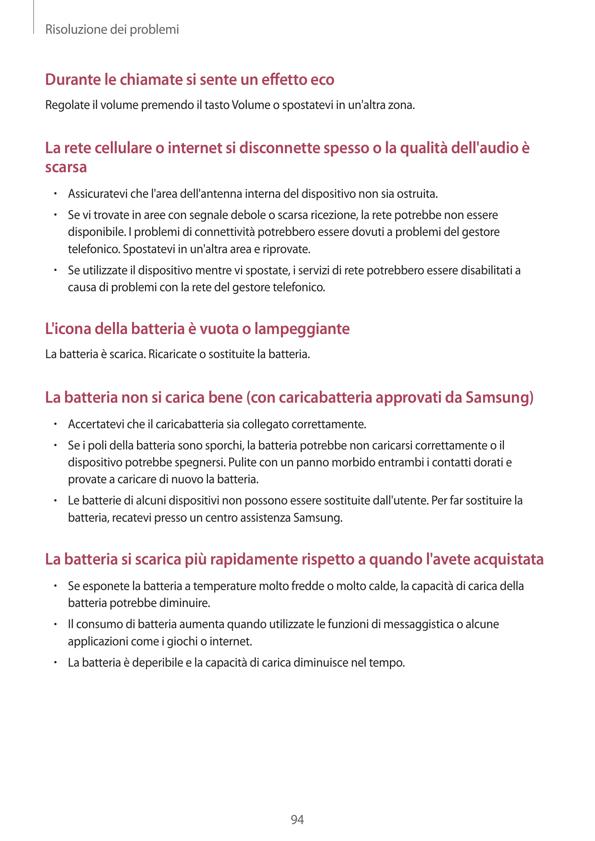 Risoluzione dei problemi
Durante le chiamate si sente un effetto eco
Regolate il volume premendo il tasto Volume o spostatevi in un'altra zona.
La rete cellulare o internet si disconnette spesso o la qualità dell'audio è
scarsa
• Assicuratevi che l'area dell'antenna interna del dispositivo non sia ostruita.
• Se vi trovate in aree con segnale debole o scarsa ricezione, la rete potrebbe non essere
disponibile. I problemi di connettività potrebbero essere dovuti a problemi del gestore
telefonico. Spostatevi in un'altra area e riprovate.
• Se utilizzate il dispositivo mentre vi spostate, i servizi di rete potrebbero essere disabilitati a
causa di problemi con la rete del gestore telefonico.
L'icona della batteria è vuota o lampeggiante
La batteria è scarica. Ricaricate o sostituite la batteria.
La batteria non si carica bene (con caricabatteria approvati da Samsung)
• Accertatevi che il caricabatteria sia collegato correttamente.
• Se i poli della batteria sono sporchi, la batteria potrebbe non caricarsi correttamente o il
dispositivo potrebbe spegnersi. Pulite con un panno morbido entrambi i contatti dorati e
provate a caricare di nuovo la batteria.
• Le batterie di alcuni dispositivi non possono essere sostituite dall'utente. Per far sostituire la
batteria, recatevi presso un centro assistenza Samsung.
La batteria si scarica più rapidamente rispetto a quando l'avete acquistata
• Se esponete la batteria a temperature molto fredde o molto calde, la capacità di carica della
batteria potrebbe diminuire.
• Il consumo di batteria aumenta quando utilizzate le funzioni di messaggistica o alcune
applicazioni come i giochi o internet.
• La batteria è deperibile e la capacità di carica diminuisce nel tempo.
94